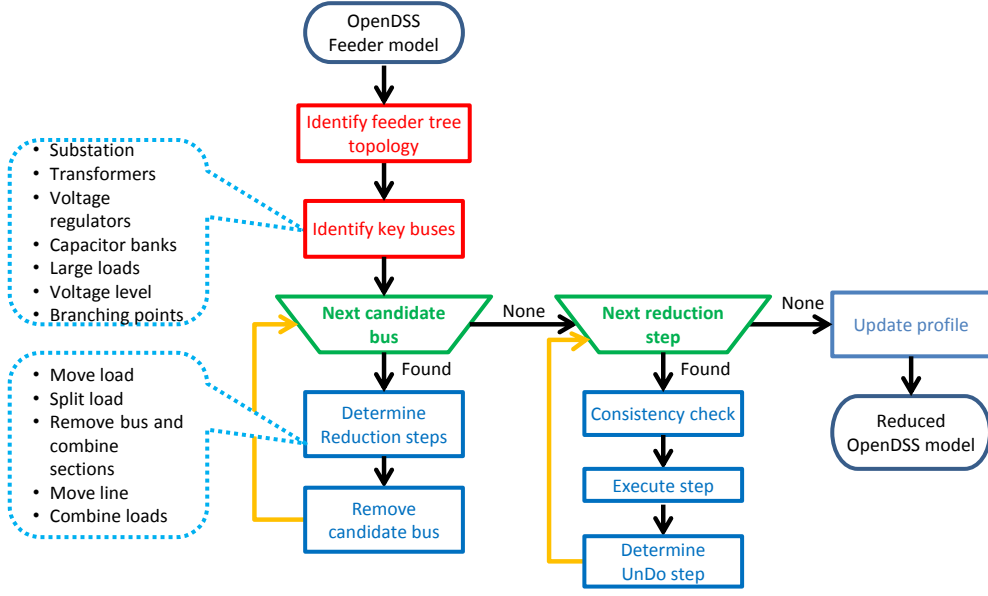 OpenDSS
Feeder model
Identify feeder tree
topology
• Substation
• Transformers
• Voltage
regulators
• Capacitor banks
• Large loads
• Voltage level
• Branching points
Identify key buses
Next candidate
bus
None
Next reduction
step
None
Update profile
Found
Found
• Move load
• Split load
• Remove bus and
combine
sections
• Move line
• Combine loads
Determine
Reduction steps
Consistency check
Reduced
OpenDSS model
Remove
candidate bus
Execute step
Determine
UnDo step